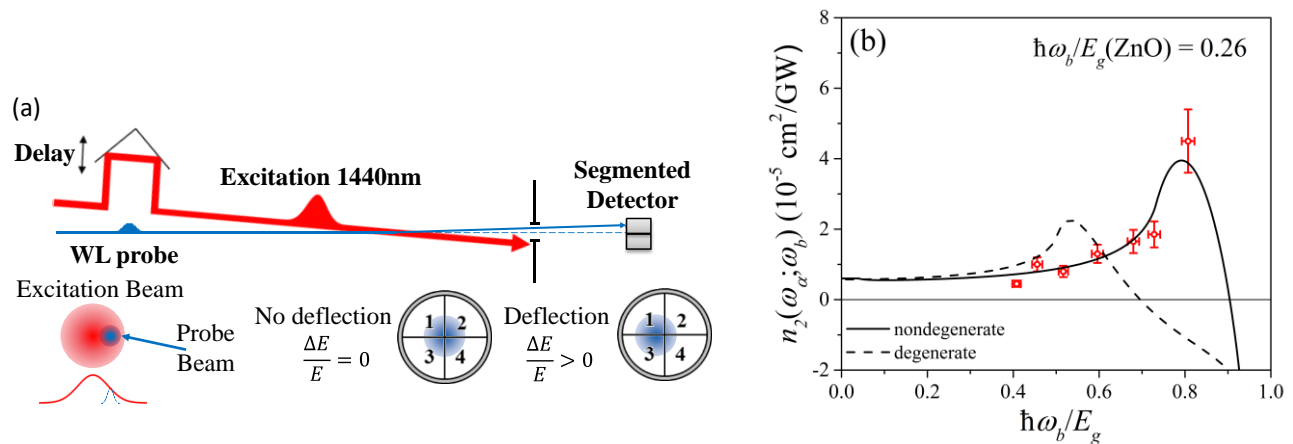 (a)
Delay
Excitation 1440nm
Segmented
Detector
WL probe
Excitation Beam
Probe
Beam
No deflection
ΔE/E = 0
1 2
3 4
Deflection
ΔE/E > 0
1 2
3 4
(b)
ħω_b/E_g(ZnO) = 0.26
n_2(ω_α;ω_b) (10^-5 cm^2/GW)
8
6
4
2
0
-2
nondegenerate
degenerate
0.0 0.2 0.4 0.6 0.8 1.0
ħω_b/E_g